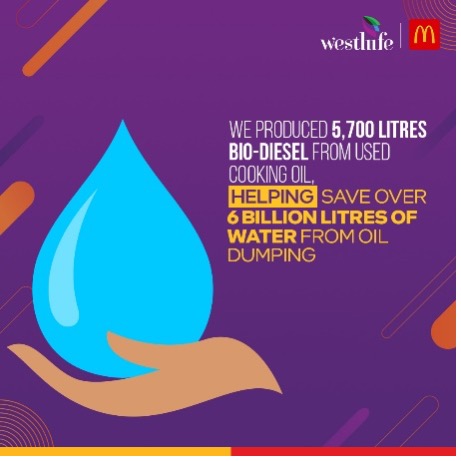 westlife
WE PRODUCED 5,700 LITRES
BIO-DIESEL FROM USED
COOKING OIL,
HELPING SAVE OVER
6 BILLION LITRES OF
WATER FROM OIL
DUMPING